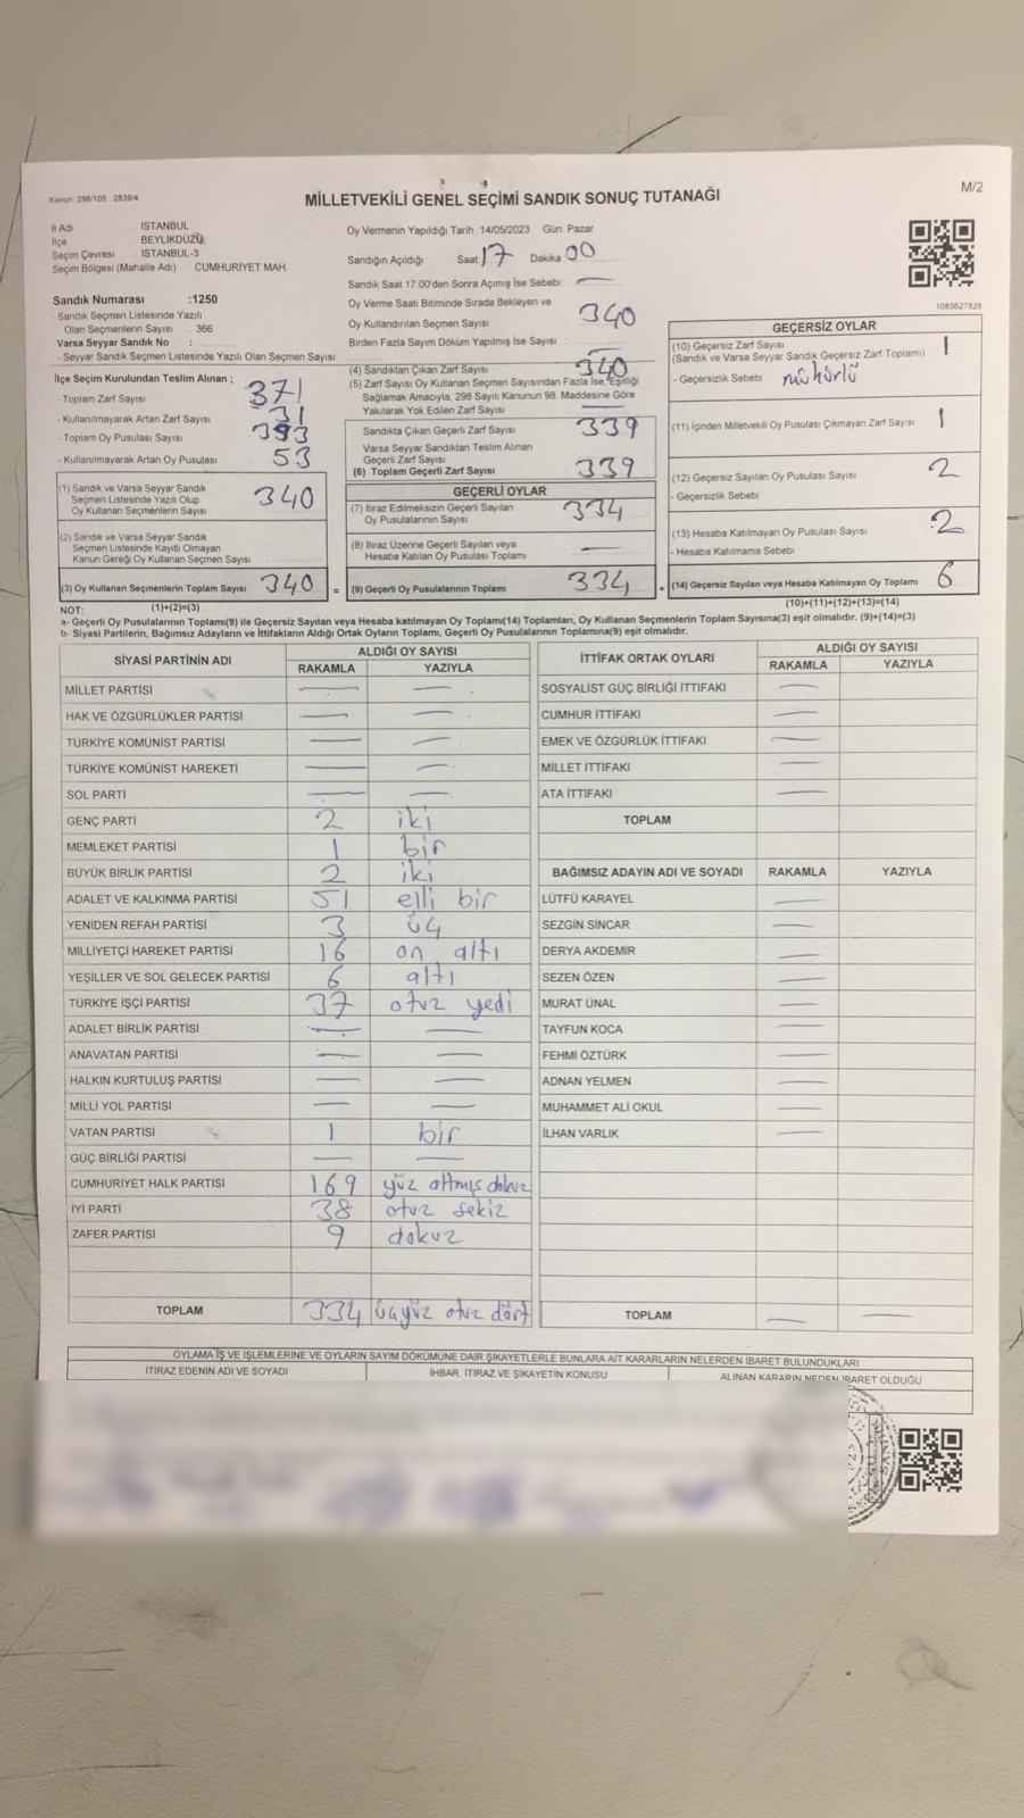 Kanun: 298/105 2839/4
M/2
MİLLETVEKİLİ GENEL SEÇİMİ SANDIK SONUÇ TUTANAĞI
İl Adı İSTANBUL
İlçe BEYLİKDÜZÜ
Seçim Çevresi İSTANBUL-3
Seçim Bölgesi (Mahalle Adı) CUMHURİYET MAH.
Sandık Numarası :1250
Sandık Seçmen Listesinde Yazılı
Olan Seçmenlerin Sayısı : 366
Varsa Seyyar Sandık No :
- Seyyar Sandık Seçmen Listesinde Yazılı Olan Seçmen Sayısı
İlçe Seçim Kurulundan Teslim Alınan ;
- Toplam Zarf Sayısı 371
- Kullanılmayarak Artan Zarf Sayısı 31
- Toplam Oy Pusulası Sayısı 393
- Kullanılmayarak Artan Oy Pusulası 53
(1) Sandık ve Varsa Seyyar Sandık
Seçmen Listesinde Yazılı Olup
Oy Kullanan Seçmenlerin Sayısı 340
(2) Sandık ve Varsa Seyyar Sandık
Seçmen Listesinde Kayıtlı Olmayan
Kanun Gereği Oy Kullanan Seçmen Sayısı
(3) Oy Kullanan Seçmenlerin Toplam Sayısı 340 =
(1)+(2)=(3)
Oy Vermenin Yapıldığı Tarih :14/05/2023 Gün: Pazar
Sandığın Açıldığı Saat 17 Dakika 00
Sandık Saat 17:00'den Sonra Açılmış İse Sebebi: —
Oy Verme Saati Bitiminde Sırada Bekleyen ve
Oy Kullandırılan Seçmen Sayısı 340
Birden Fazla Sayım Döküm Yapılmış İse Sayısı : —
(4) Sandıktan Çıkan Zarf Sayısı 340
(5) Zarf Sayısı Oy Kullanan Seçmen Sayısından Fazla İse, Eşitliği
Sağlamak Amacıyla, 298 Sayılı Kanunun 98. Maddesine Göre
Yakılarak Yok Edilen Zarf Sayısı —
Sandıkta Çıkan Geçerli Zarf Sayısı 339
Varsa Seyyar Sandıktan Teslim Alınan
Geçerli Zarf Sayısı
(6) Toplam Geçerli Zarf Sayısı 339
GEÇERLİ OYLAR
(7) İtiraz Edilmeksizin Geçerli Sayılan
Oy Pusulalarının Sayısı 334
(8) İtiraz Üzerine Geçerli Sayılan veya
Hesaba Katılan Oy Pusulası Toplamı —
(9) Geçerli Oy Pusulalarının Toplamı 334 +
1080627828
GEÇERSİZ OYLAR
(10) Geçersiz Zarf Sayısı 1
(Sandık ve Varsa Seyyar Sandık Geçersiz Zarf Toplamı)
- Geçersizlik Sebebi mühürlü
(11) İçinden Milletvekili Oy Pusulası Çıkmayan Zarf Sayısı 1
(12) Geçersiz Sayılan Oy Pusulası Sayısı 2
- Geçersizlik Sebebi
(13) Hesaba Katılmayan Oy Pusulası Sayısı 2
- Hesaba Katılmama Sebebi
(14) Geçersiz Sayılan veya Hesaba Katılmayan Oy Toplamı 6
(10)+(11)+(12)+(13)=(14)
NOT:
a- Geçerli Oy Pusulalarının Toplamı(9) ile Geçersiz Sayılan veya Hesaba katılmayan Oy Toplamı(14) Toplamları, Oy Kullanan Seçmenlerin Toplam Sayısına(3) eşit olmalıdır. (9)+(14)=(3)
b- Siyasi Partilerin, Bağımsız Adayların ve İttifakların Aldığı Ortak Oyların Toplamı, Geçerli Oy Pusulalarının Toplamına(9) eşit olmalıdır.
SİYASİ PARTİNİN ADI ALDIĞI OY SAYISI
RAKAMLA YAZIYLA
MİLLET PARTİSİ — —
HAK VE ÖZGÜRLÜKLER PARTİSİ — —
TÜRKİYE KOMÜNİST PARTİSİ — —
TÜRKİYE KOMÜNİST HAREKETİ — —
SOL PARTİ — —
GENÇ PARTİ 2 iki
MEMLEKET PARTİSİ 1 bir
BÜYÜK BİRLİK PARTİSİ 2 iki
ADALET VE KALKINMA PARTİSİ 51 elli bir
YENİDEN REFAH PARTİSİ 3 üç
MİLLİYETÇİ HAREKET PARTİSİ 16 on altı
YEŞİLLER VE SOL GELECEK PARTİSİ 6 altı
TÜRKİYE İŞÇİ PARTİSİ 37 otuz yedi
ADALET BİRLİK PARTİSİ — —
ANAVATAN PARTİSİ — —
HALKIN KURTULUŞ PARTİSİ — —
MİLLİ YOL PARTİSİ — —
VATAN PARTİSİ 1 bir
GÜÇ BİRLİĞİ PARTİSİ — —
CUMHURİYET HALK PARTİSİ 169 yüz altmış dokuz
İYİ PARTİ 38 otuz sekiz
ZAFER PARTİSİ 9 dokuz
TOPLAM 334 üçyüz otuz dört
İTTİFAK ORTAK OYLARI ALDIĞI OY SAYISI
RAKAMLA YAZIYLA
SOSYALİST GÜÇ BİRLİĞİ İTTİFAKI —
CUMHUR İTTİFAKI —
EMEK VE ÖZGÜRLÜK İTTİFAKI —
MİLLET İTTİFAKI —
ATA İTTİFAKI —
TOPLAM
BAĞIMSIZ ADAYIN ADI VE SOYADI RAKAMLA YAZIYLA
LÜTFÜ KARAYEL —
SEZGİN SİNCAR —
DERYA AKDEMİR —
SEZEN ÖZEN —
MURAT ÜNAL —
TAYFUN KOCA —
FEHMİ ÖZTÜRK —
ADNAN YELMEN —
MUHAMMET ALİ OKUL —
İLHAN VARLIK —
TOPLAM — —
OYLAMA İŞ VE İŞLEMLERİNE VE OYLARIN SAYIM DÖKÜMÜNE DAİR ŞİKAYETLERLE BUNLARA AİT KARARLARIN NELERDEN İBARET BULUNDUKLARI
İTİRAZ EDENİN ADI VE SOYADI İHBAR, İTİRAZ VE ŞİKAYETİN KONUSU ALINAN KARARIN NEDEN İBARET OLDUĞU